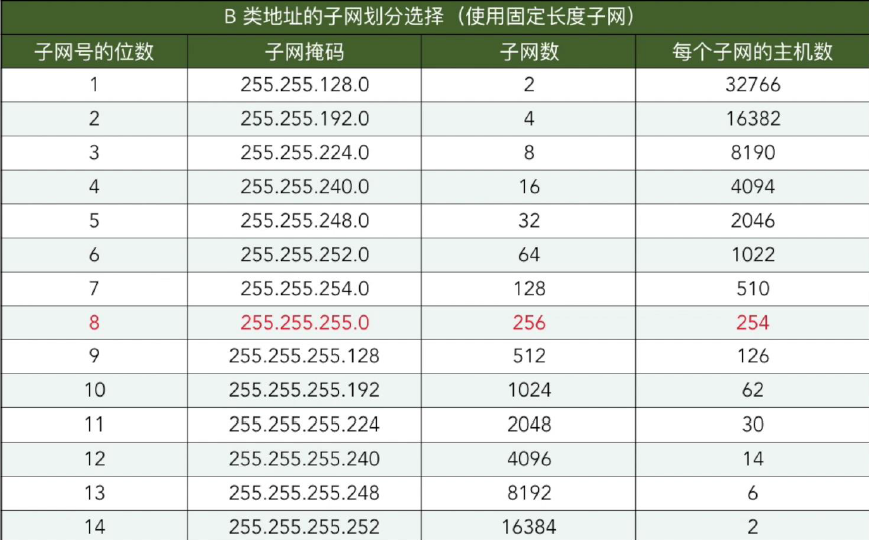 B 类地址的子网划分选择（使用固定长度子网）
子网号的位数 子网掩码 子网数 每个子网的主机数
1 255.255.128.0 2 32766
2 255.255.192.0 4 16382
3 255.255.224.0 8 8190
4 255.255.240.0 16 4094
5 255.255.248.0 32 2046
6 255.255.252.0 64 1022
7 255.255.254.0 128 510
8 255.255.255.0 256 254
9 255.255.255.128 512 126
10 255.255.255.192 1024 62
11 255.255.255.224 2048 30
12 255.255.255.240 4096 14
13 255.255.255.248 8192 6
14 255.255.255.252 16384 2